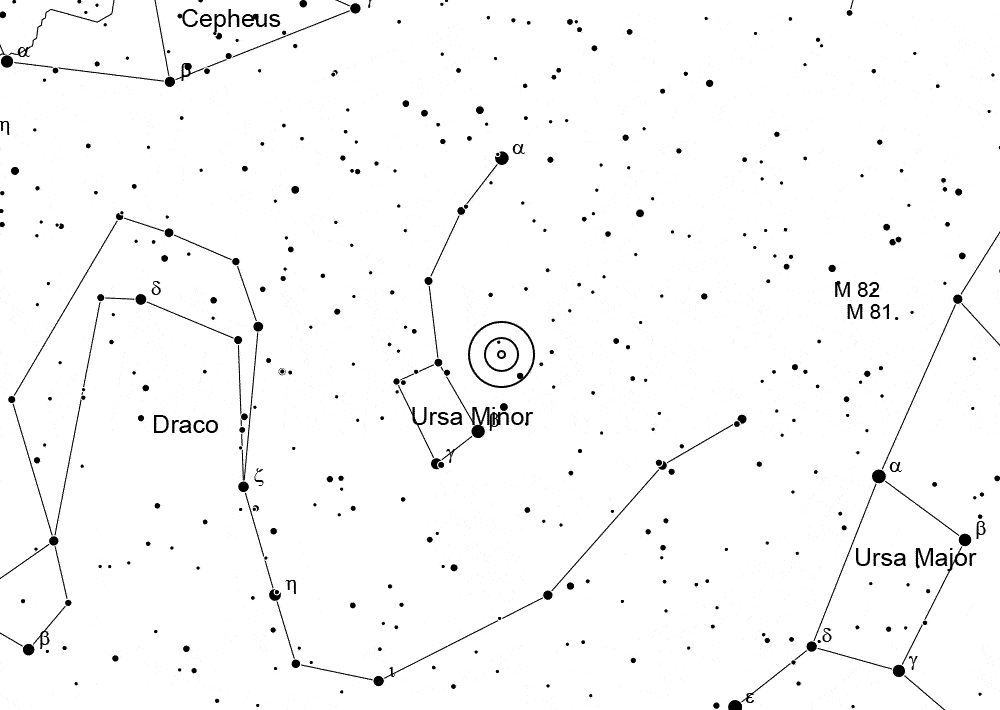 Cepheus
α
β
γ
η
α
δ
M 82
M 81
Draco
Ursa Minor
β
γ
ζ
α
β
Ursa Major
η
β
δ
γ
ι
ε